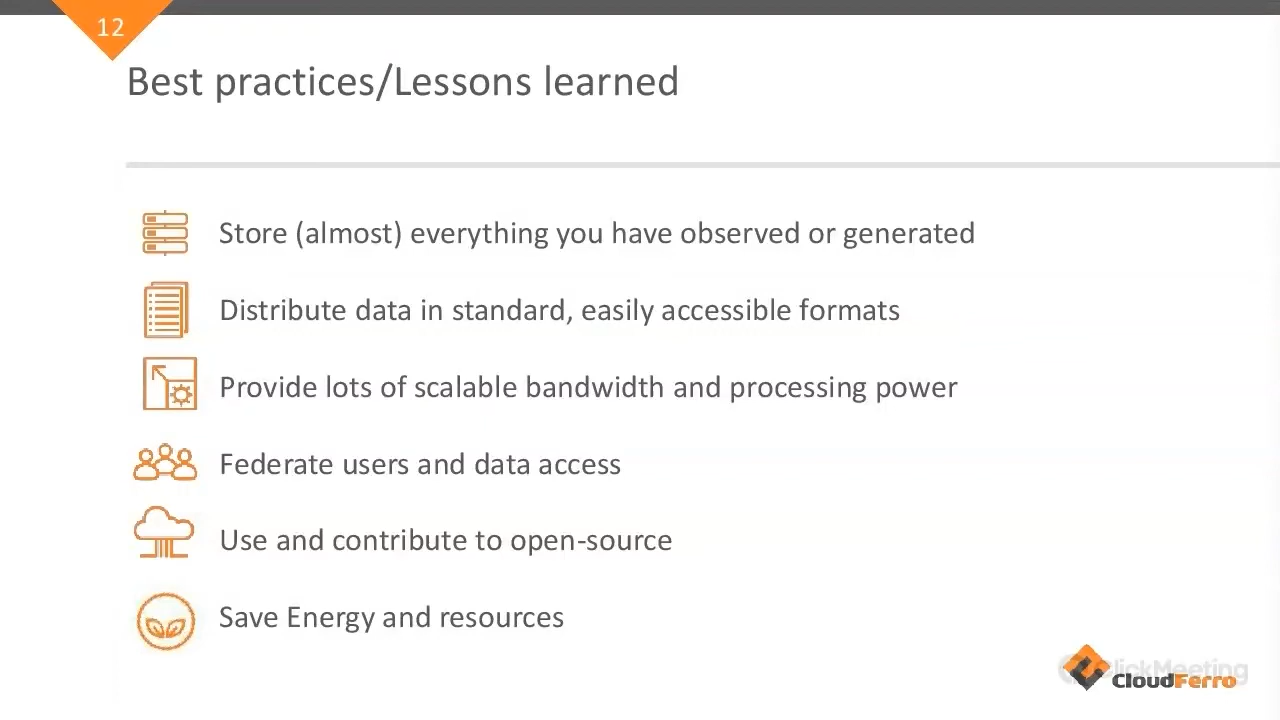 12
Best practices/Lessons learned
Store (almost) everything you have observed or generated
Distribute data in standard, easily accessible formats
Provide lots of scalable bandwidth and processing power
Federate users and data access
Use and contribute to open-source
Save Energy and resources
ClickMeeting
CloudFerro